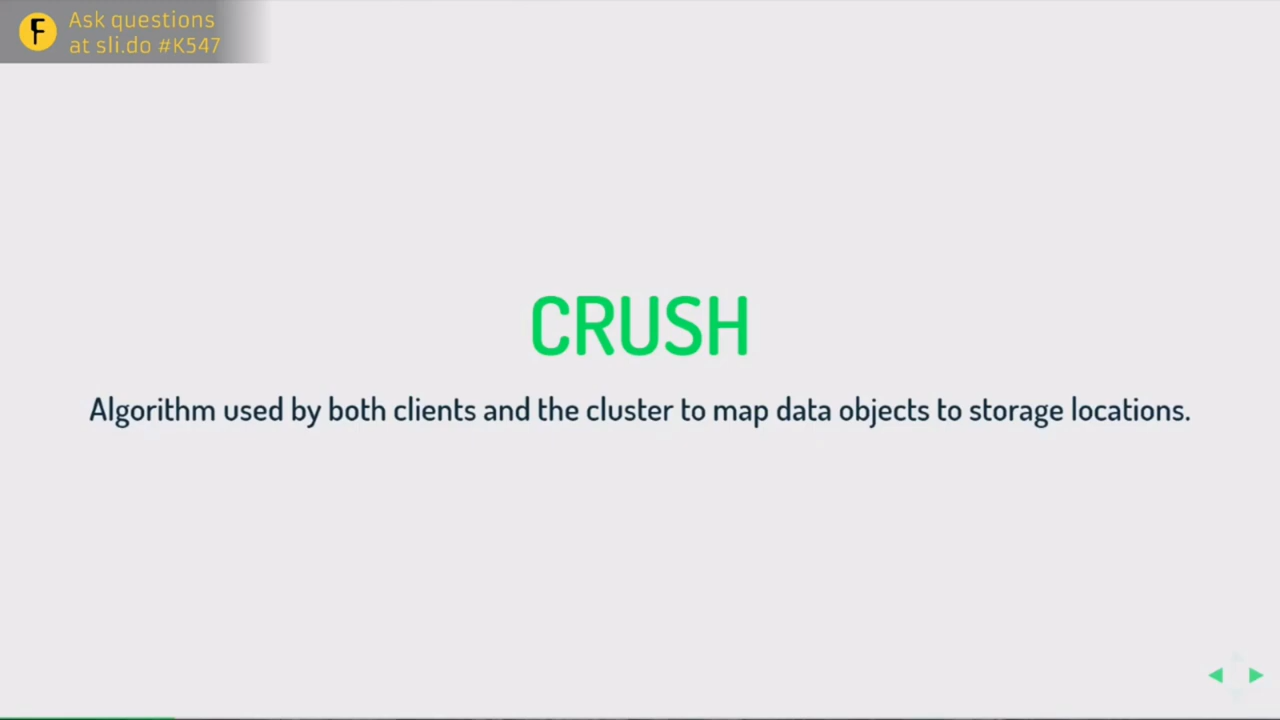 F
Ask questions
at sli.do #K547
CRUSH
Algorithm used by both clients and the cluster to map data objects to storage locations.